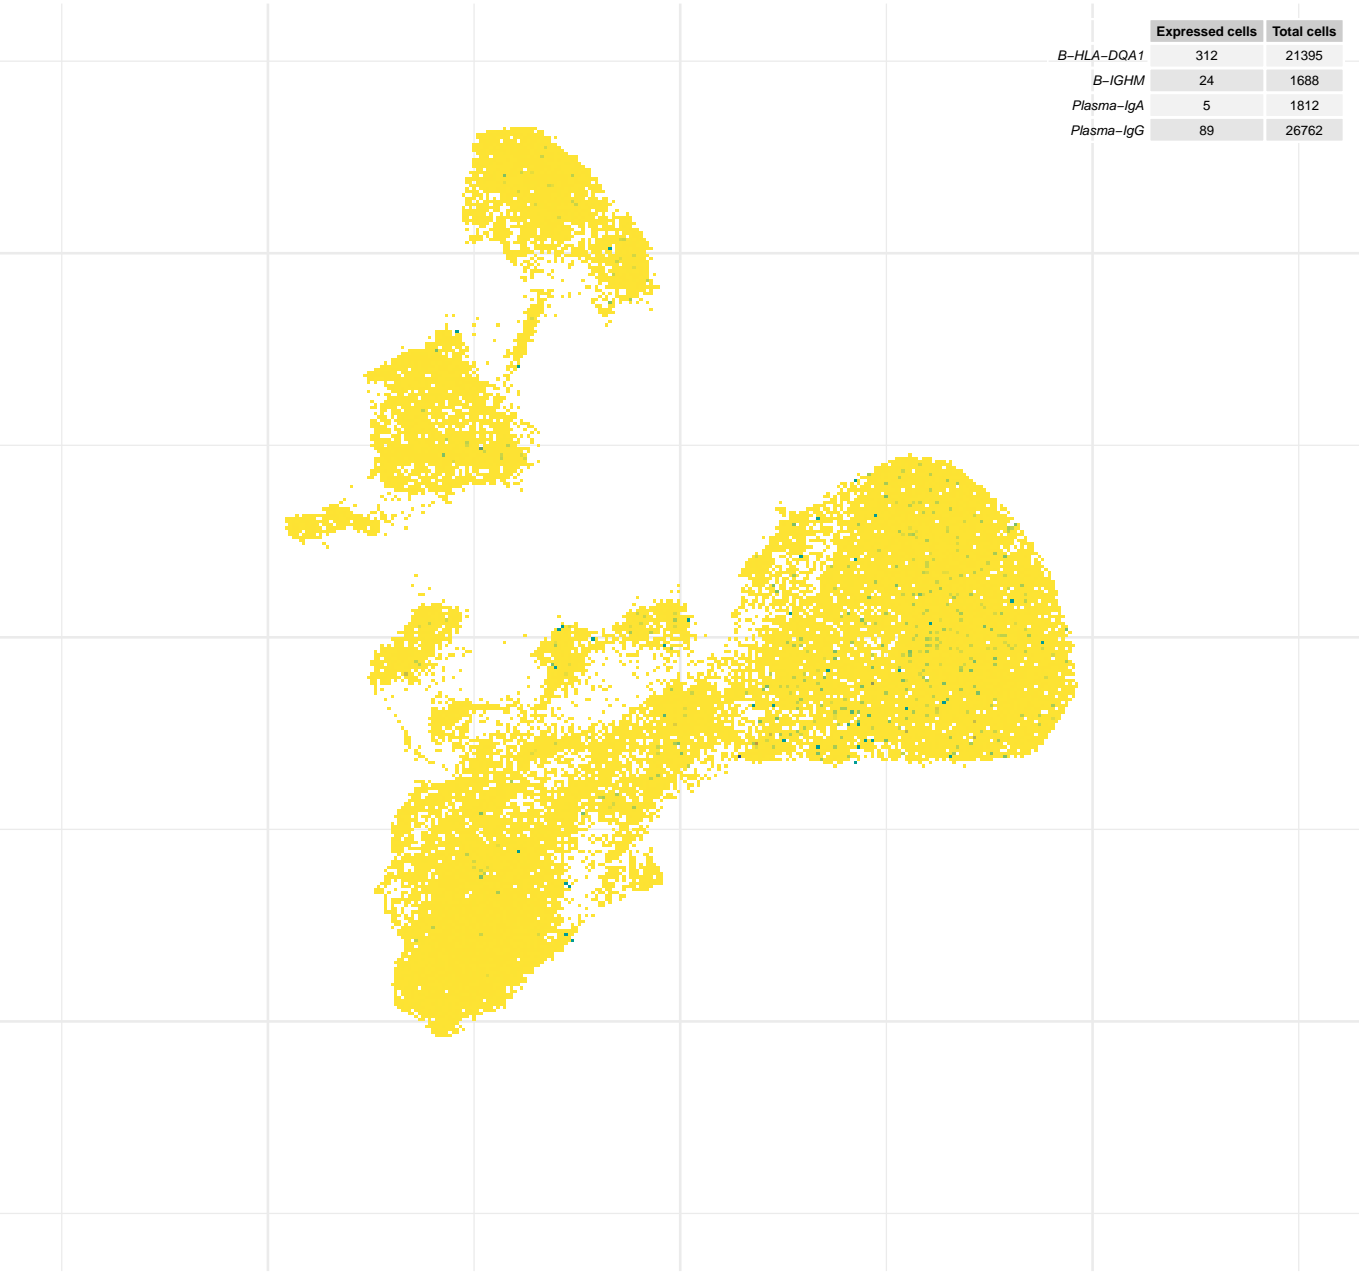 Expressed cells Total cells
B−HLA−DQA1 312 21395
B−IGHM 24 1688
Plasma−IgA 5 1812
Plasma−IgG 89 26762